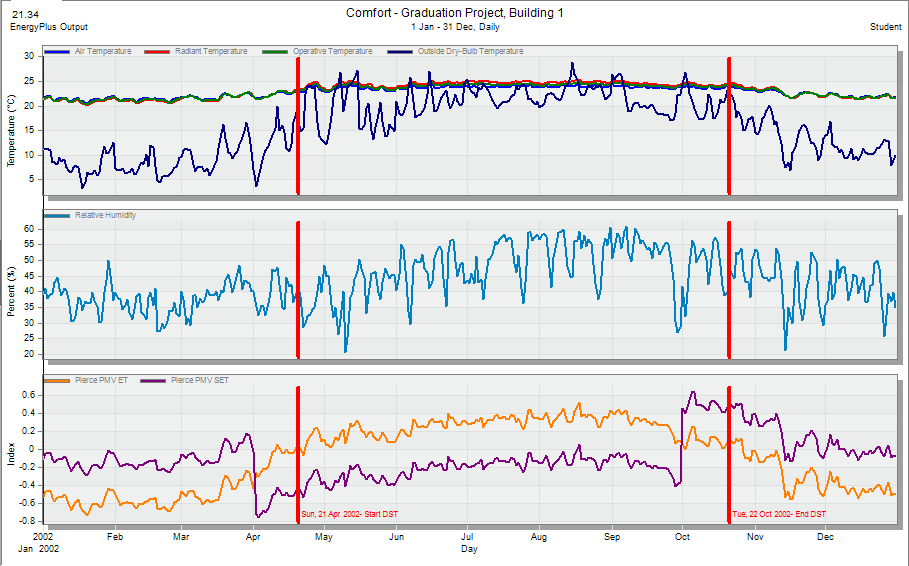 21.34
Comfort - Graduation Project, Building 1
EnergyPlus Output
1 Jan - 31 Dec, Daily
Student
Air Temperature Radiant Temperature Operative Temperature Outside Dry-Bulb Temperature
Temperature (°C)
30
25
20
15
10
5
Relative Humidity
Percent (%)
60
55
50
45
40
35
30
25
20
Pierce PMV ET Pierce PMV SET
Index
0.6
0.4
0.2
0
-0.2
-0.4
-0.6
-0.8
Sun, 21 Apr 2002- Start DST
Tue, 22 Oct 2002- End DST
2002 Feb Mar Apr May Jun Jul Aug Sep Oct Nov Dec
Jan 2002
Day